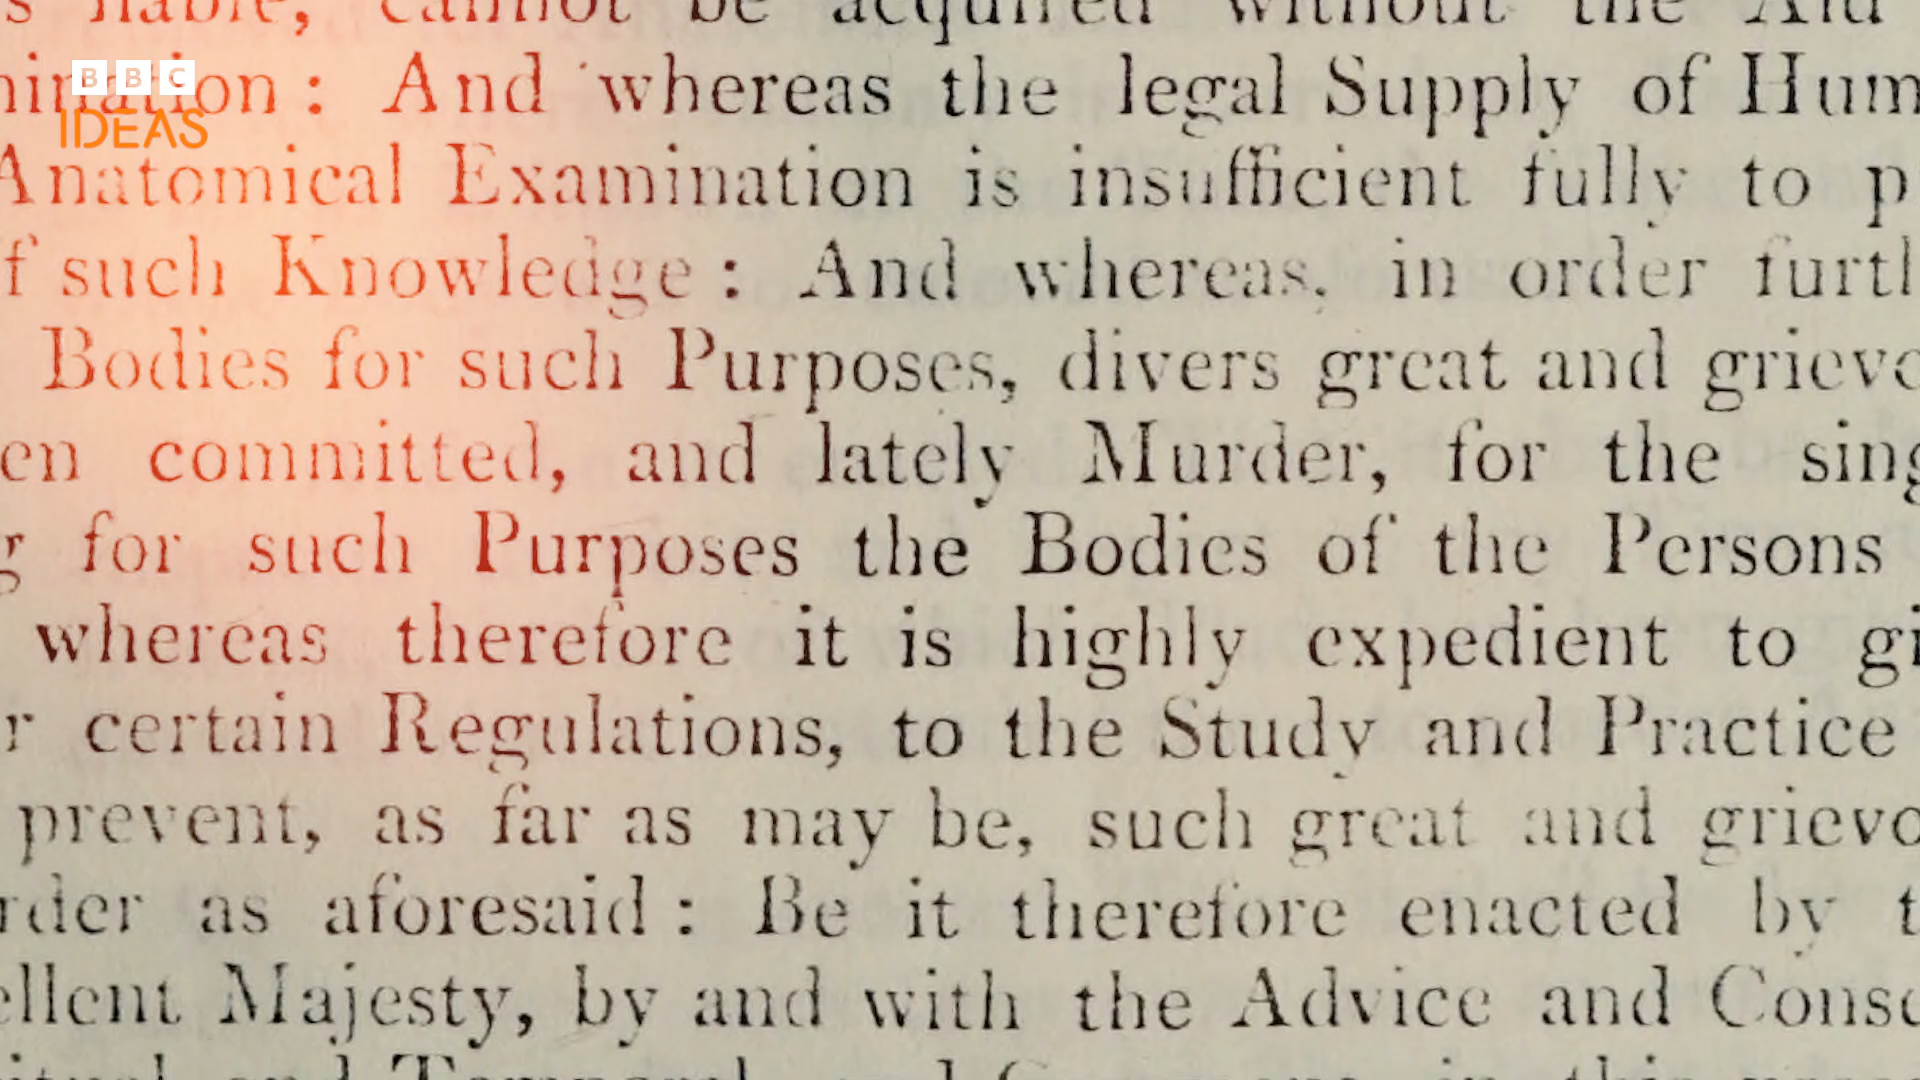 BBC
IDEAS
cannot be acquired without the Aid
And whereas the legal Supply of Hum
Anatomical Examination is insufficient fully to p
f such Knowledge : And whereas, in order furth
Bodies for such Purposes, divers great and grievo
en committed, and lately Murder, for the sing
g for such Purposes the Bodies of the Persons
whereas therefore it is highly expedient to gi
r certain Regulations, to the Study and Practice
prevent, as far as may be, such great and grievo
rder as aforesaid : Be it therefore enacted by t
ellent Majesty, by and with the Advice and Conse